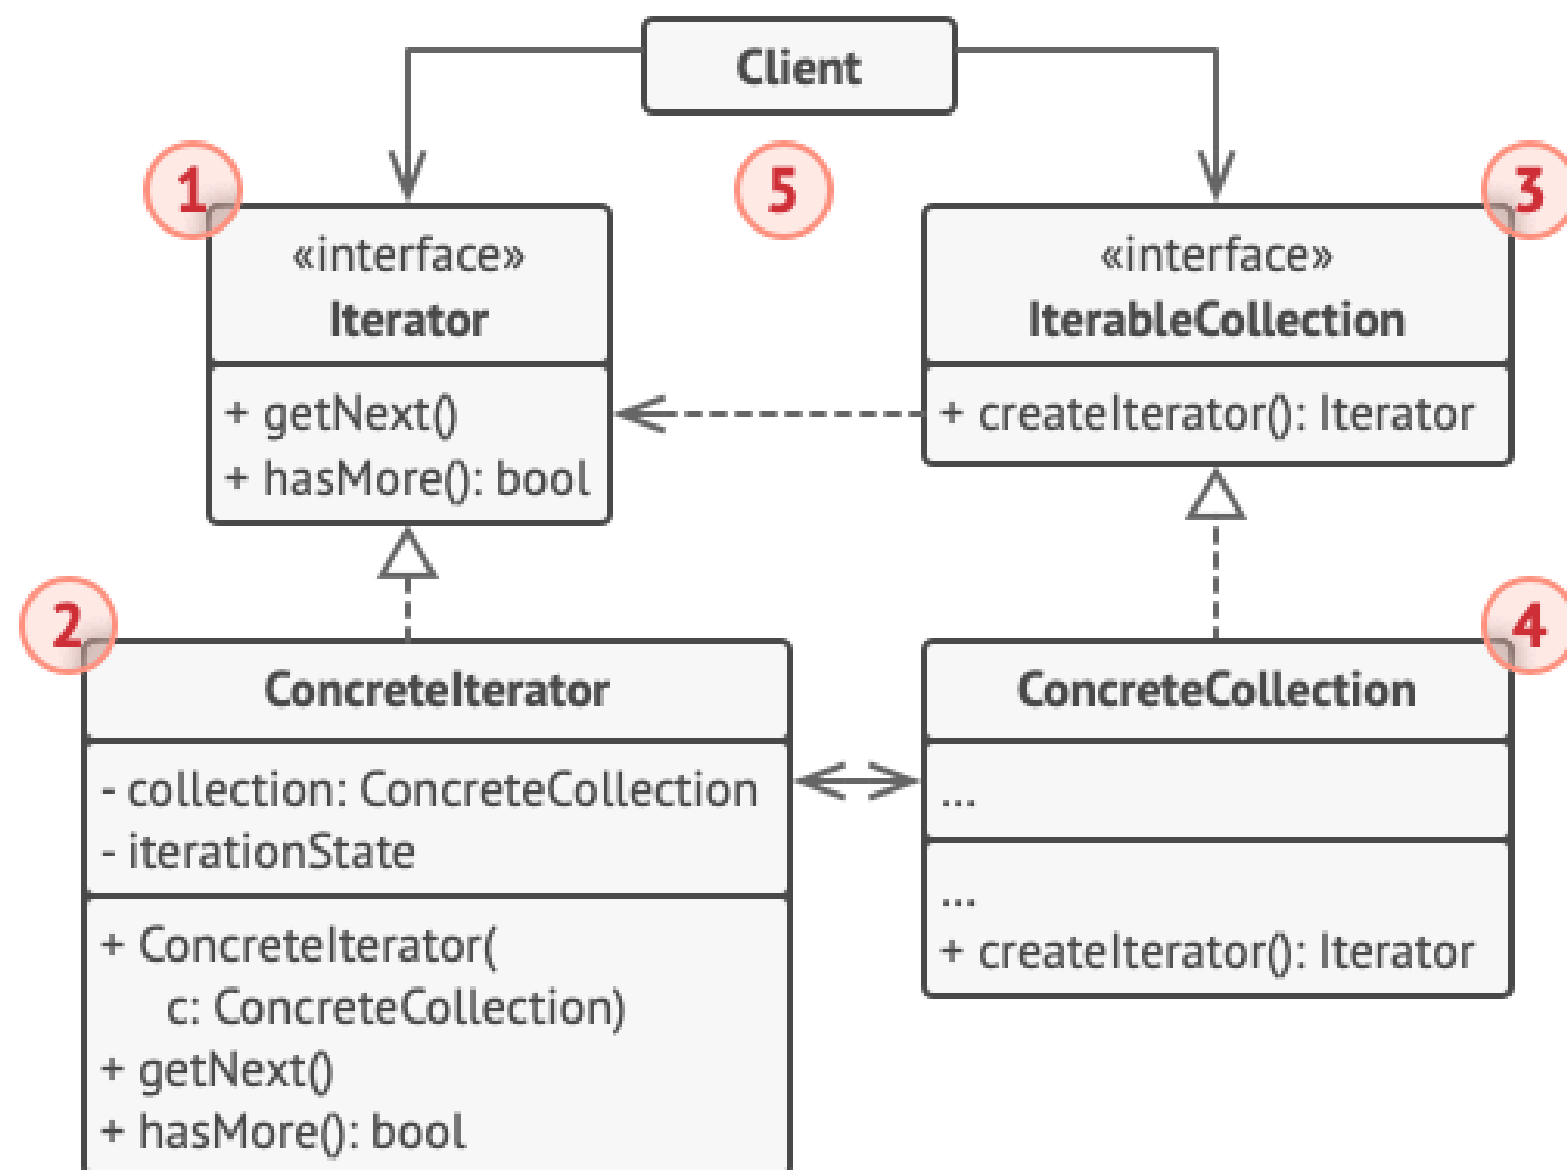 Client
1
5
3
«interface»
Iterator
+ getNext()
+ hasMore(): bool
«interface»
IterableCollection
+ createIterator(): Iterator
2
ConcreteIterator
- collection: ConcreteCollection
- iterationState
+ ConcreteIterator(
c: ConcreteCollection)
+ getNext()
+ hasMore(): bool
4
ConcreteCollection
...
...
+ createIterator(): Iterator